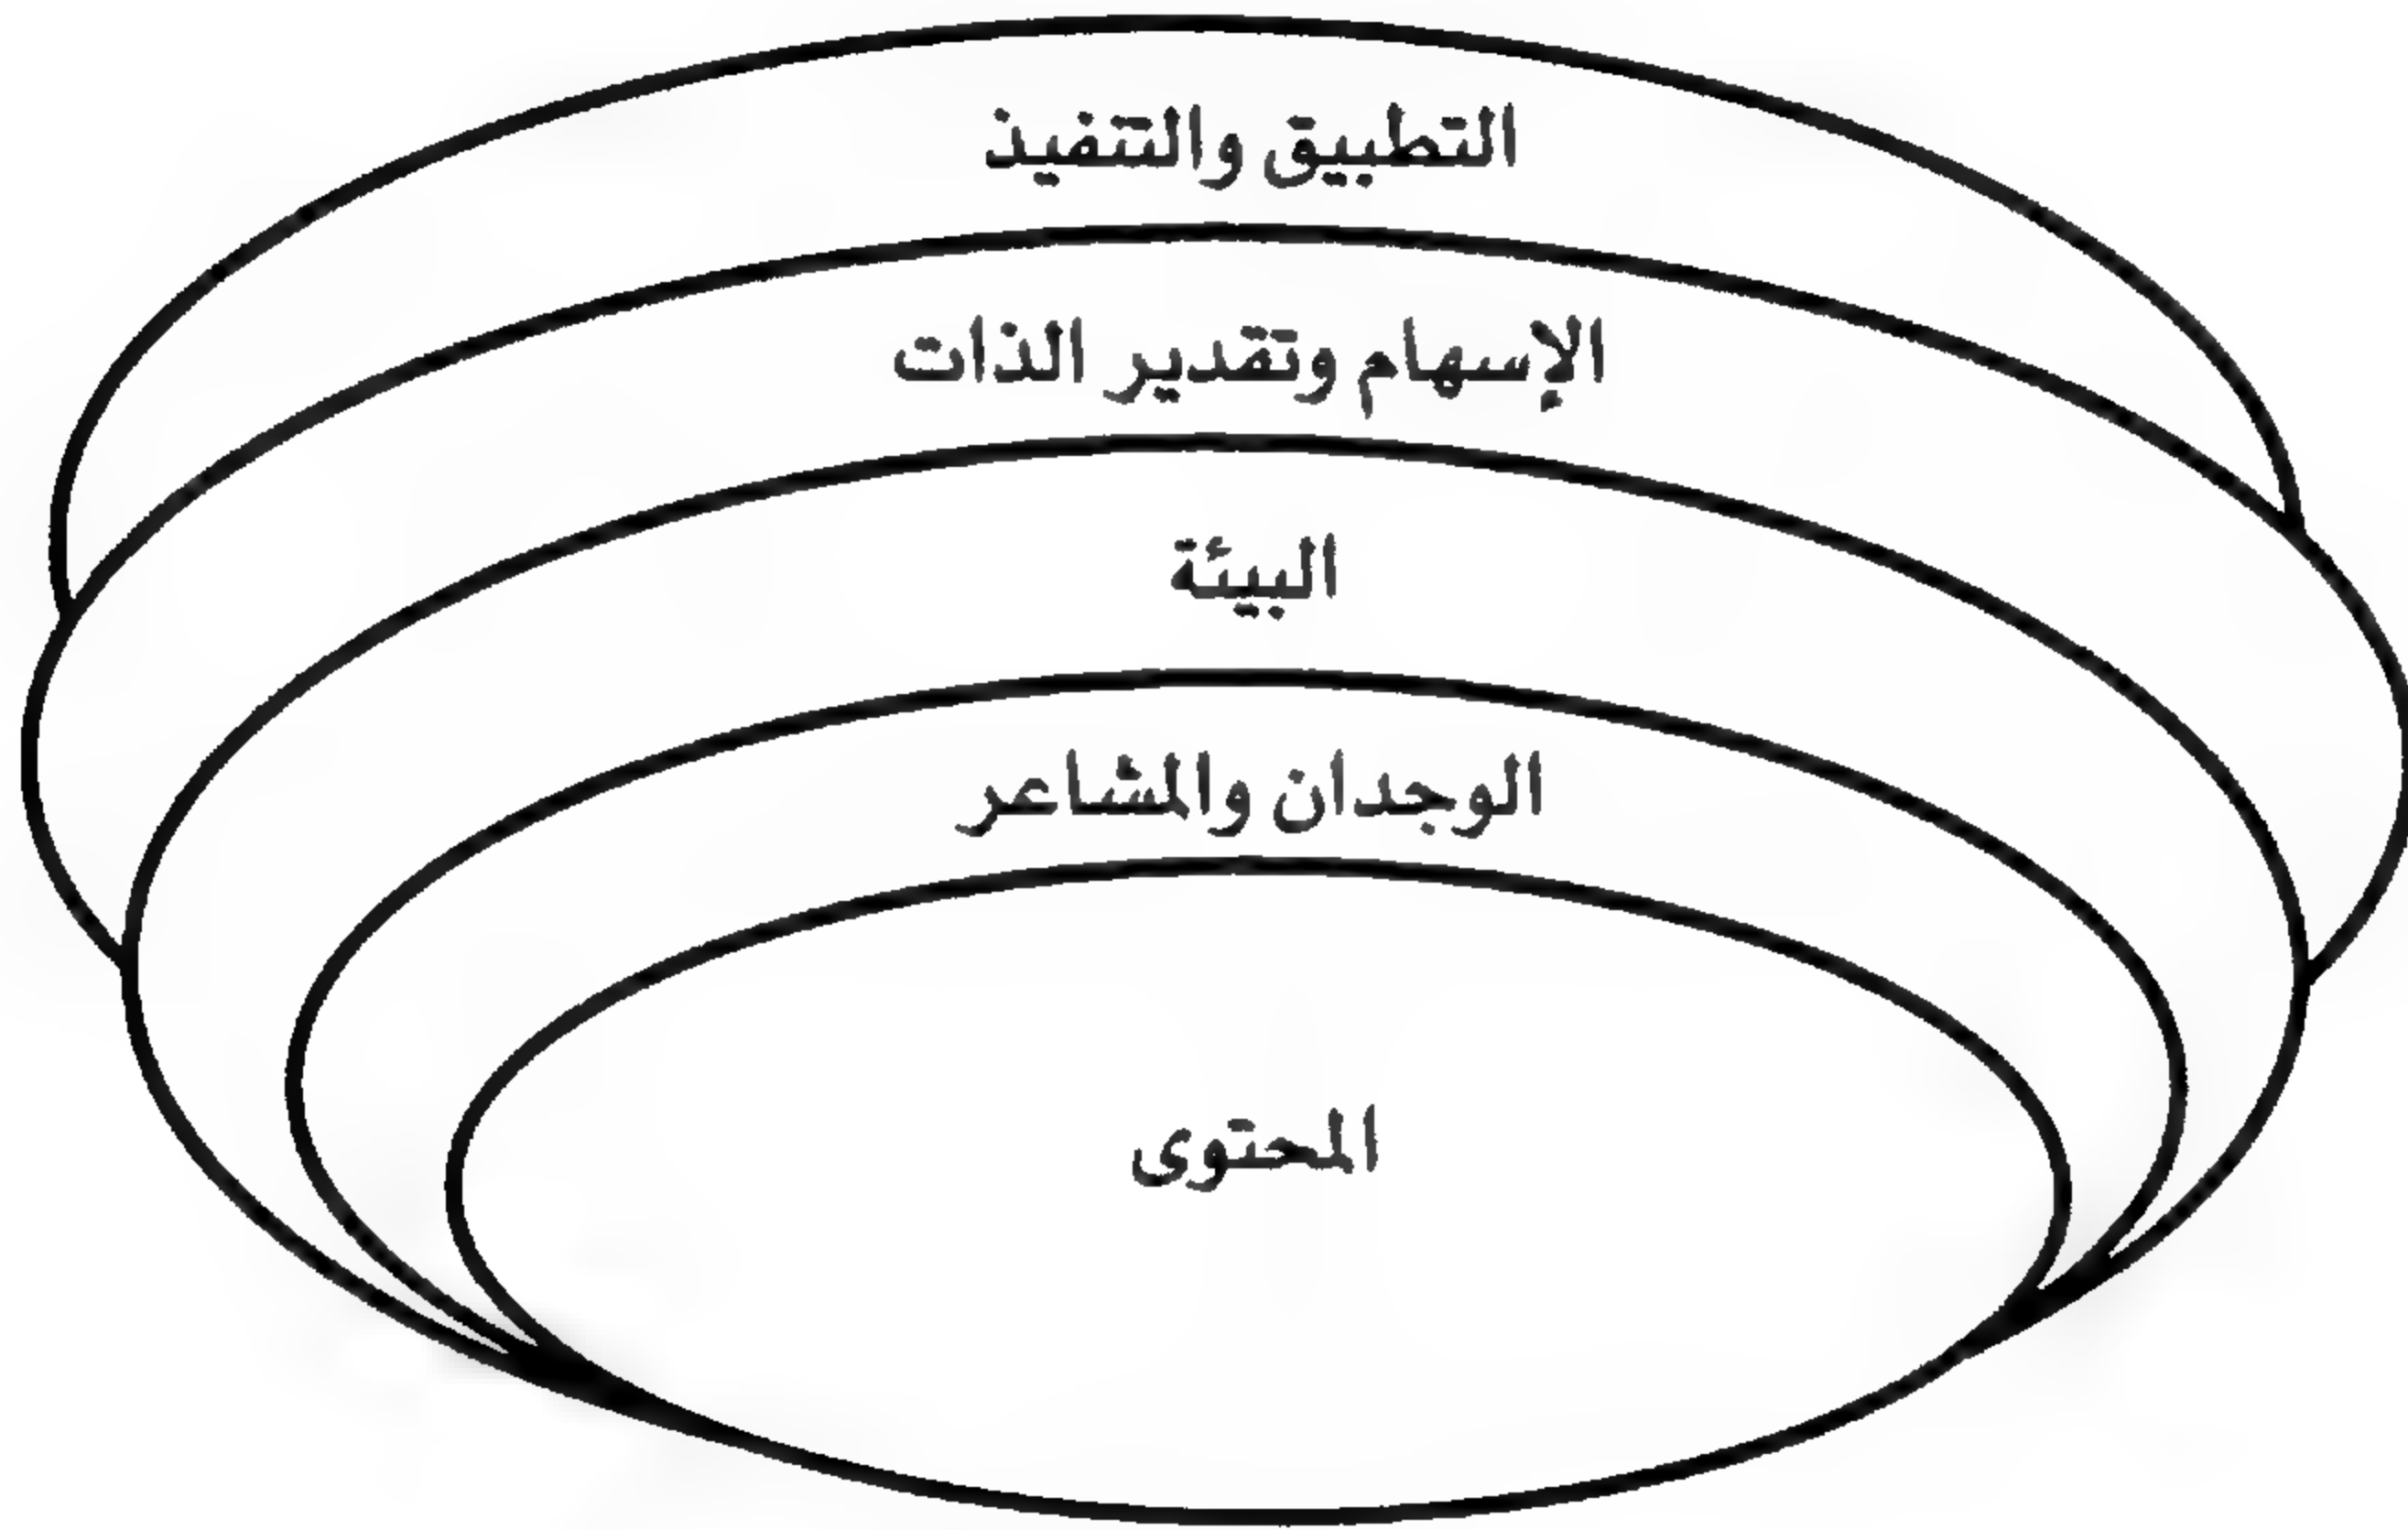 التطبيق والتنفيذ
الإسهام وتقدير الذات
البيئة
الوجدان والمشاعر
المحتوى